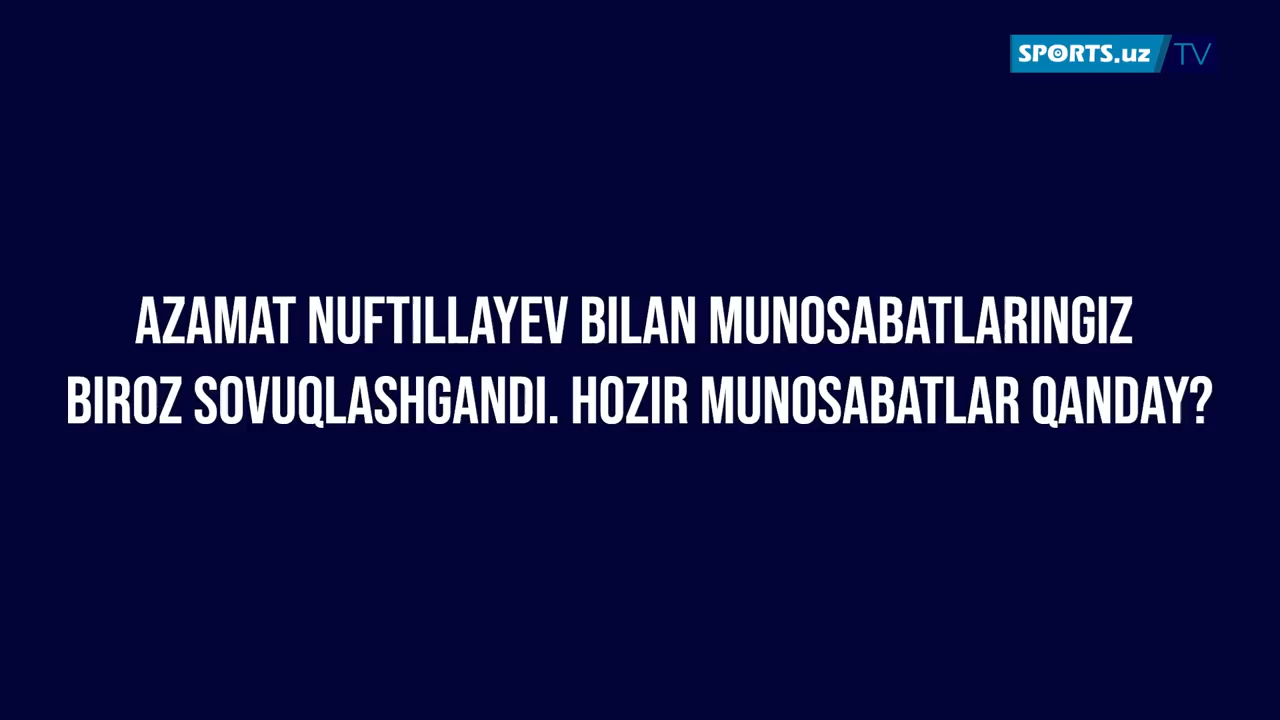 SPORTS.uz TV
AZAMAT NUFTILLAYEV BILAN MUNOSABATLARINGIZ
BIROZ SOVUQLASHGANDI. HOZIR MUNOSABATLAR QANDAY?